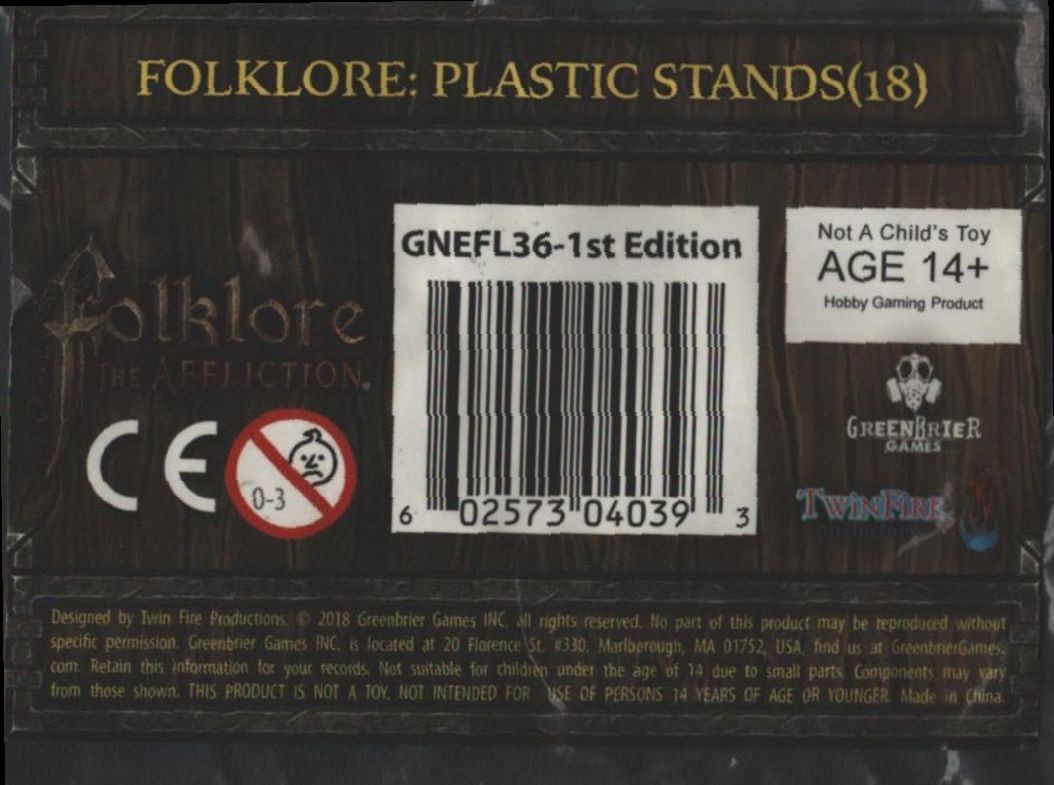 FOLKLORE: PLASTIC STANDS(18)
GNEFL36-1st Edition
Not A Child's Toy
AGE 14+
Hobby Gaming Product
Folklore
THE AFFLICTION®
CE
0-3
6 02573 04039 3
GREENBRIER
GAMES
TWINFIRE
Designed by Twin Fire Productions. © 2018 Greenbrier Games INC, all rights reserved. No part of this product may be reproduced without
specific permission. Greenbrier Games INC. is located at 20 Florence St. #330, Marlborough, MA 01752, USA, find us at GreenbrierGames.
com. Retain this information for your records. Not suitable for children under the age of 14 due to small parts. Components may vary
from those shown. THIS PRODUCT IS NOT A TOY. NOT INTENDED FOR USE OF PERSONS 14 YEARS OF AGE OR YOUNGER. Made in China.